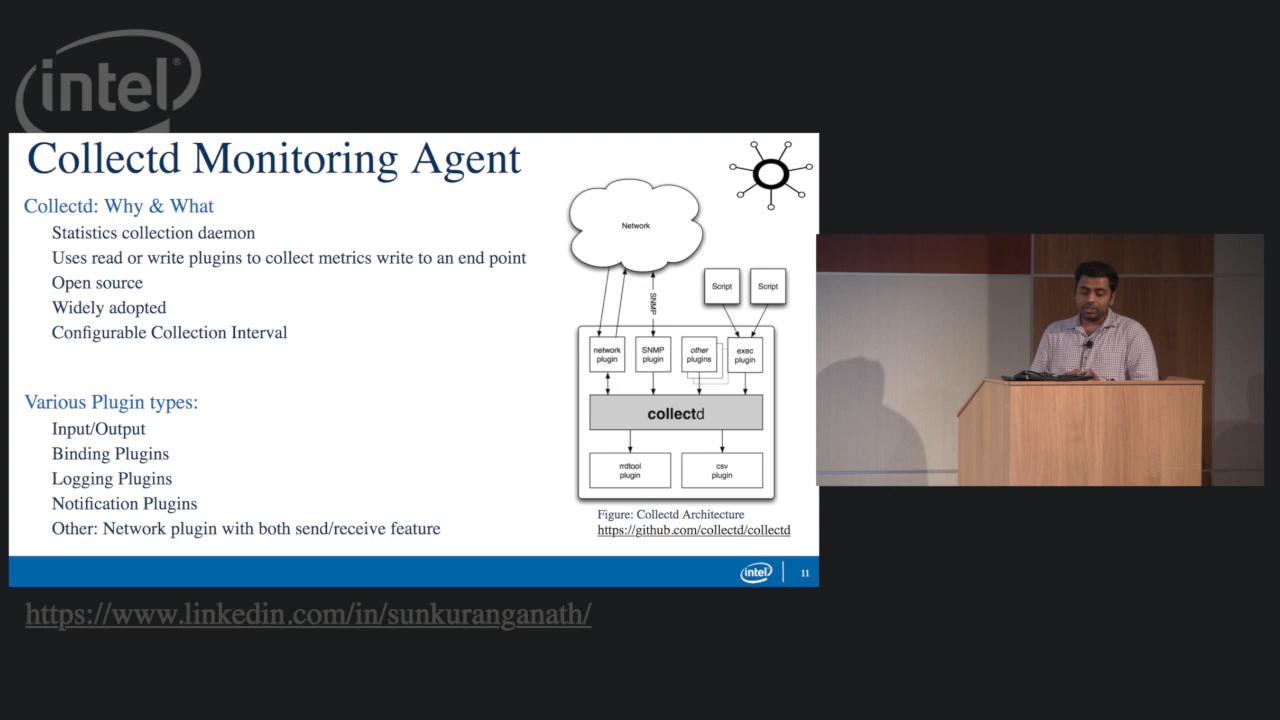 intel®
Collectd Monitoring Agent
Collectd: Why & What
Statistics collection daemon
Uses read or write plugins to collect metrics write to an end point
Open source
Widely adopted
Configurable Collection Interval
Various Plugin types:
Input/Output
Binding Plugins
Logging Plugins
Notification Plugins
Other: Network plugin with both send/receive feature
Network
SNMP
Script
Script
network
plugin
SNMP
plugin
other
plugins
exec
plugin
collectd
rrdtool
plugin
csv
plugin
Figure: Collectd Architecture
https://github.com/collectd/collectd
intel
11
https://www.linkedin.com/in/sunkuranganath/